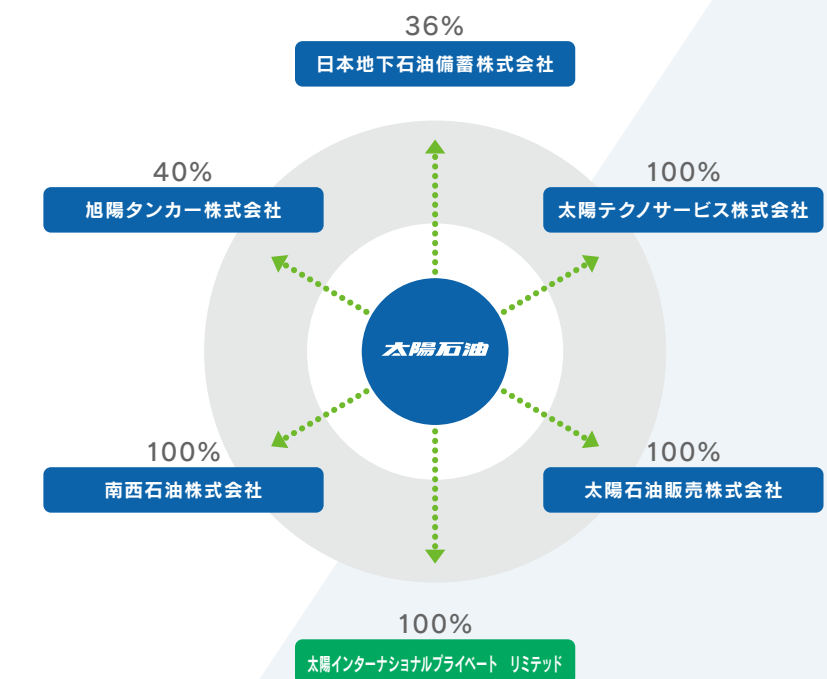 36%
日本地下石油備蓄株式会社
40%
旭陽タンカー株式会社
100%
太陽テクノサービス株式会社
太陽石油
100%
南西石油株式会社
100%
太陽石油販売株式会社
100%
太陽インターナショナルプライベート リミテッド